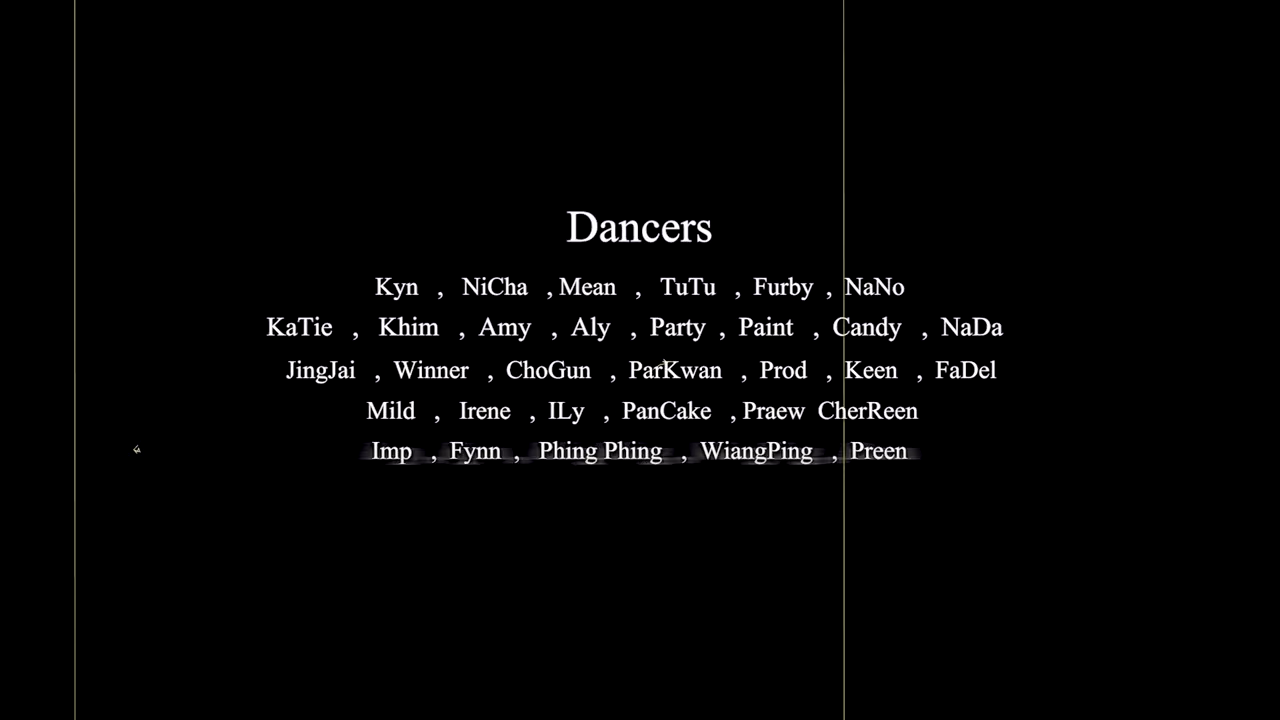 Dancers
Kyn , NiCha , Mean , TuTu , Furby , NaNo
KaTie , Khim , Amy , Aly , Party , Paint , Candy , NaDa
JingJai , Winner , ChoGun , ParKwan , Prod , Keen , FaDel
Mild , Irene , ILy , PanCake , Praew CherReen
Imp , Fynn , Phing Phing , WiangPing , Preen